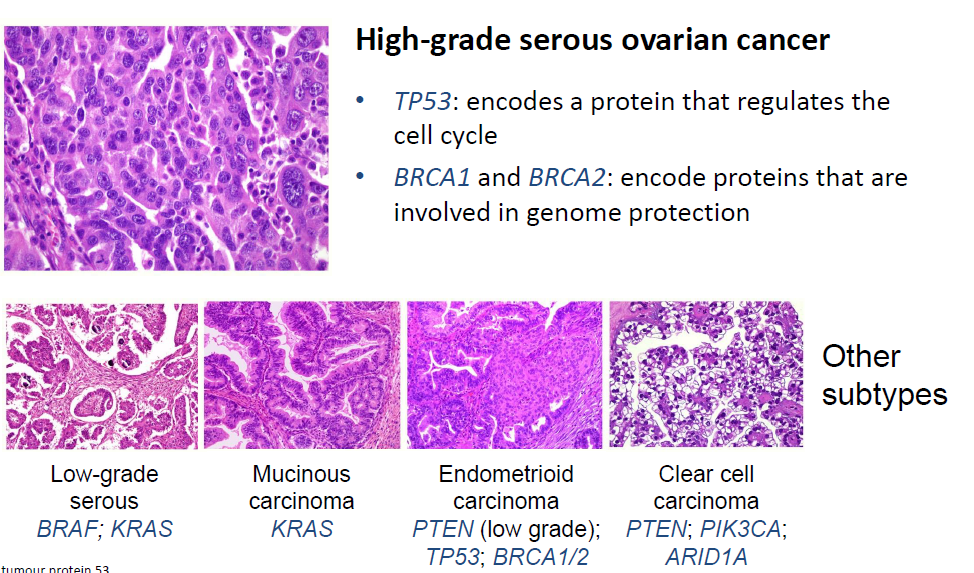 High-grade serous ovarian cancer
• TP53: encodes a protein that regulates the
cell cycle
• BRCA1 and BRCA2: encode proteins that are
involved in genome protection
Other
subtypes
Low-grade
serous
BRAF; KRAS
Mucinous
carcinoma
KRAS
Endometrioid
carcinoma
PTEN (low grade);
TP53; BRCA1/2
Clear cell
carcinoma
PTEN; PIK3CA;
ARID1A
tumour protein 53